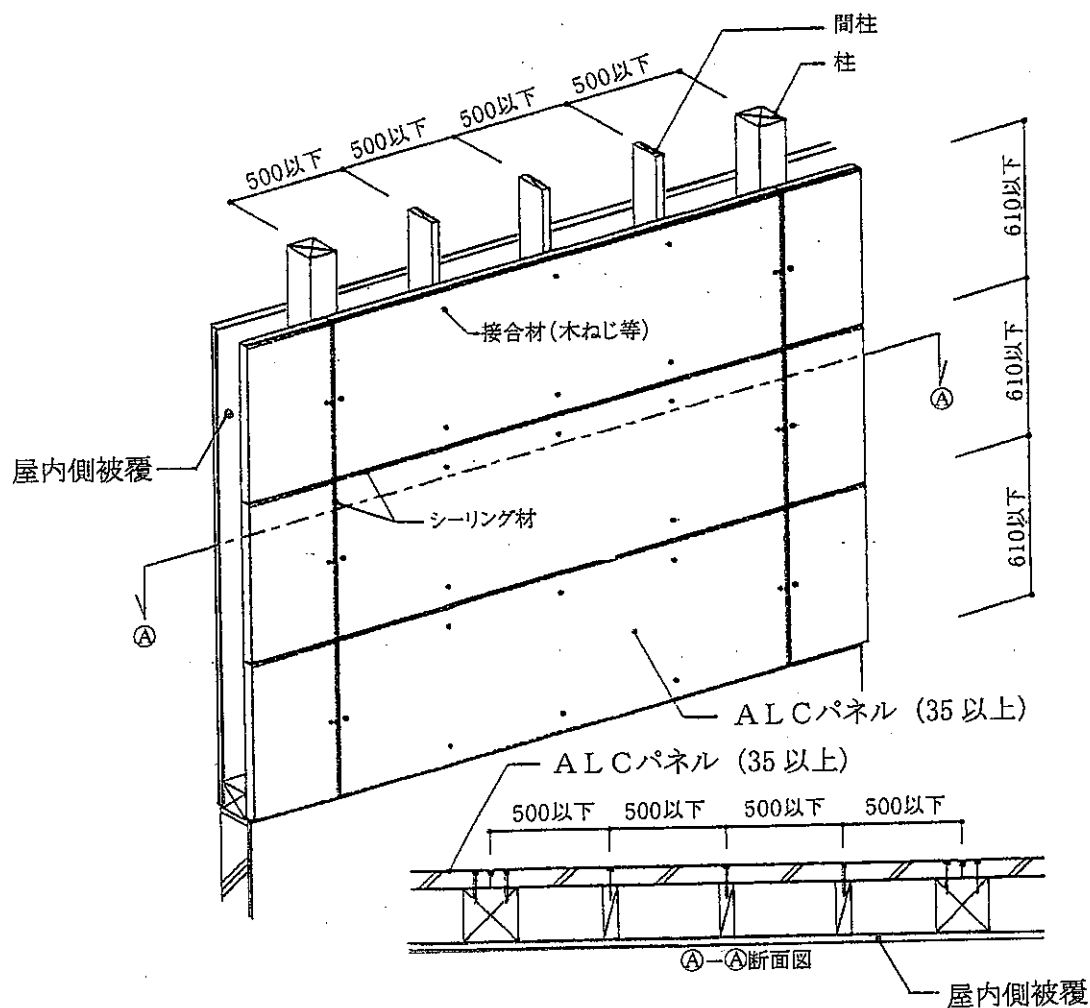 間柱
柱
500以下
500以下
500以下
500以下
610以下
610以下
610以下
接合材(木ねじ等)
Ⓐ
屋内側被覆
シーリング材
Ⓐ
ALCパネル (35以上)
ALCパネル (35以上)
500以下
500以下
500以下
500以下
Ⓐ-Ⓐ断面図
屋内側被覆